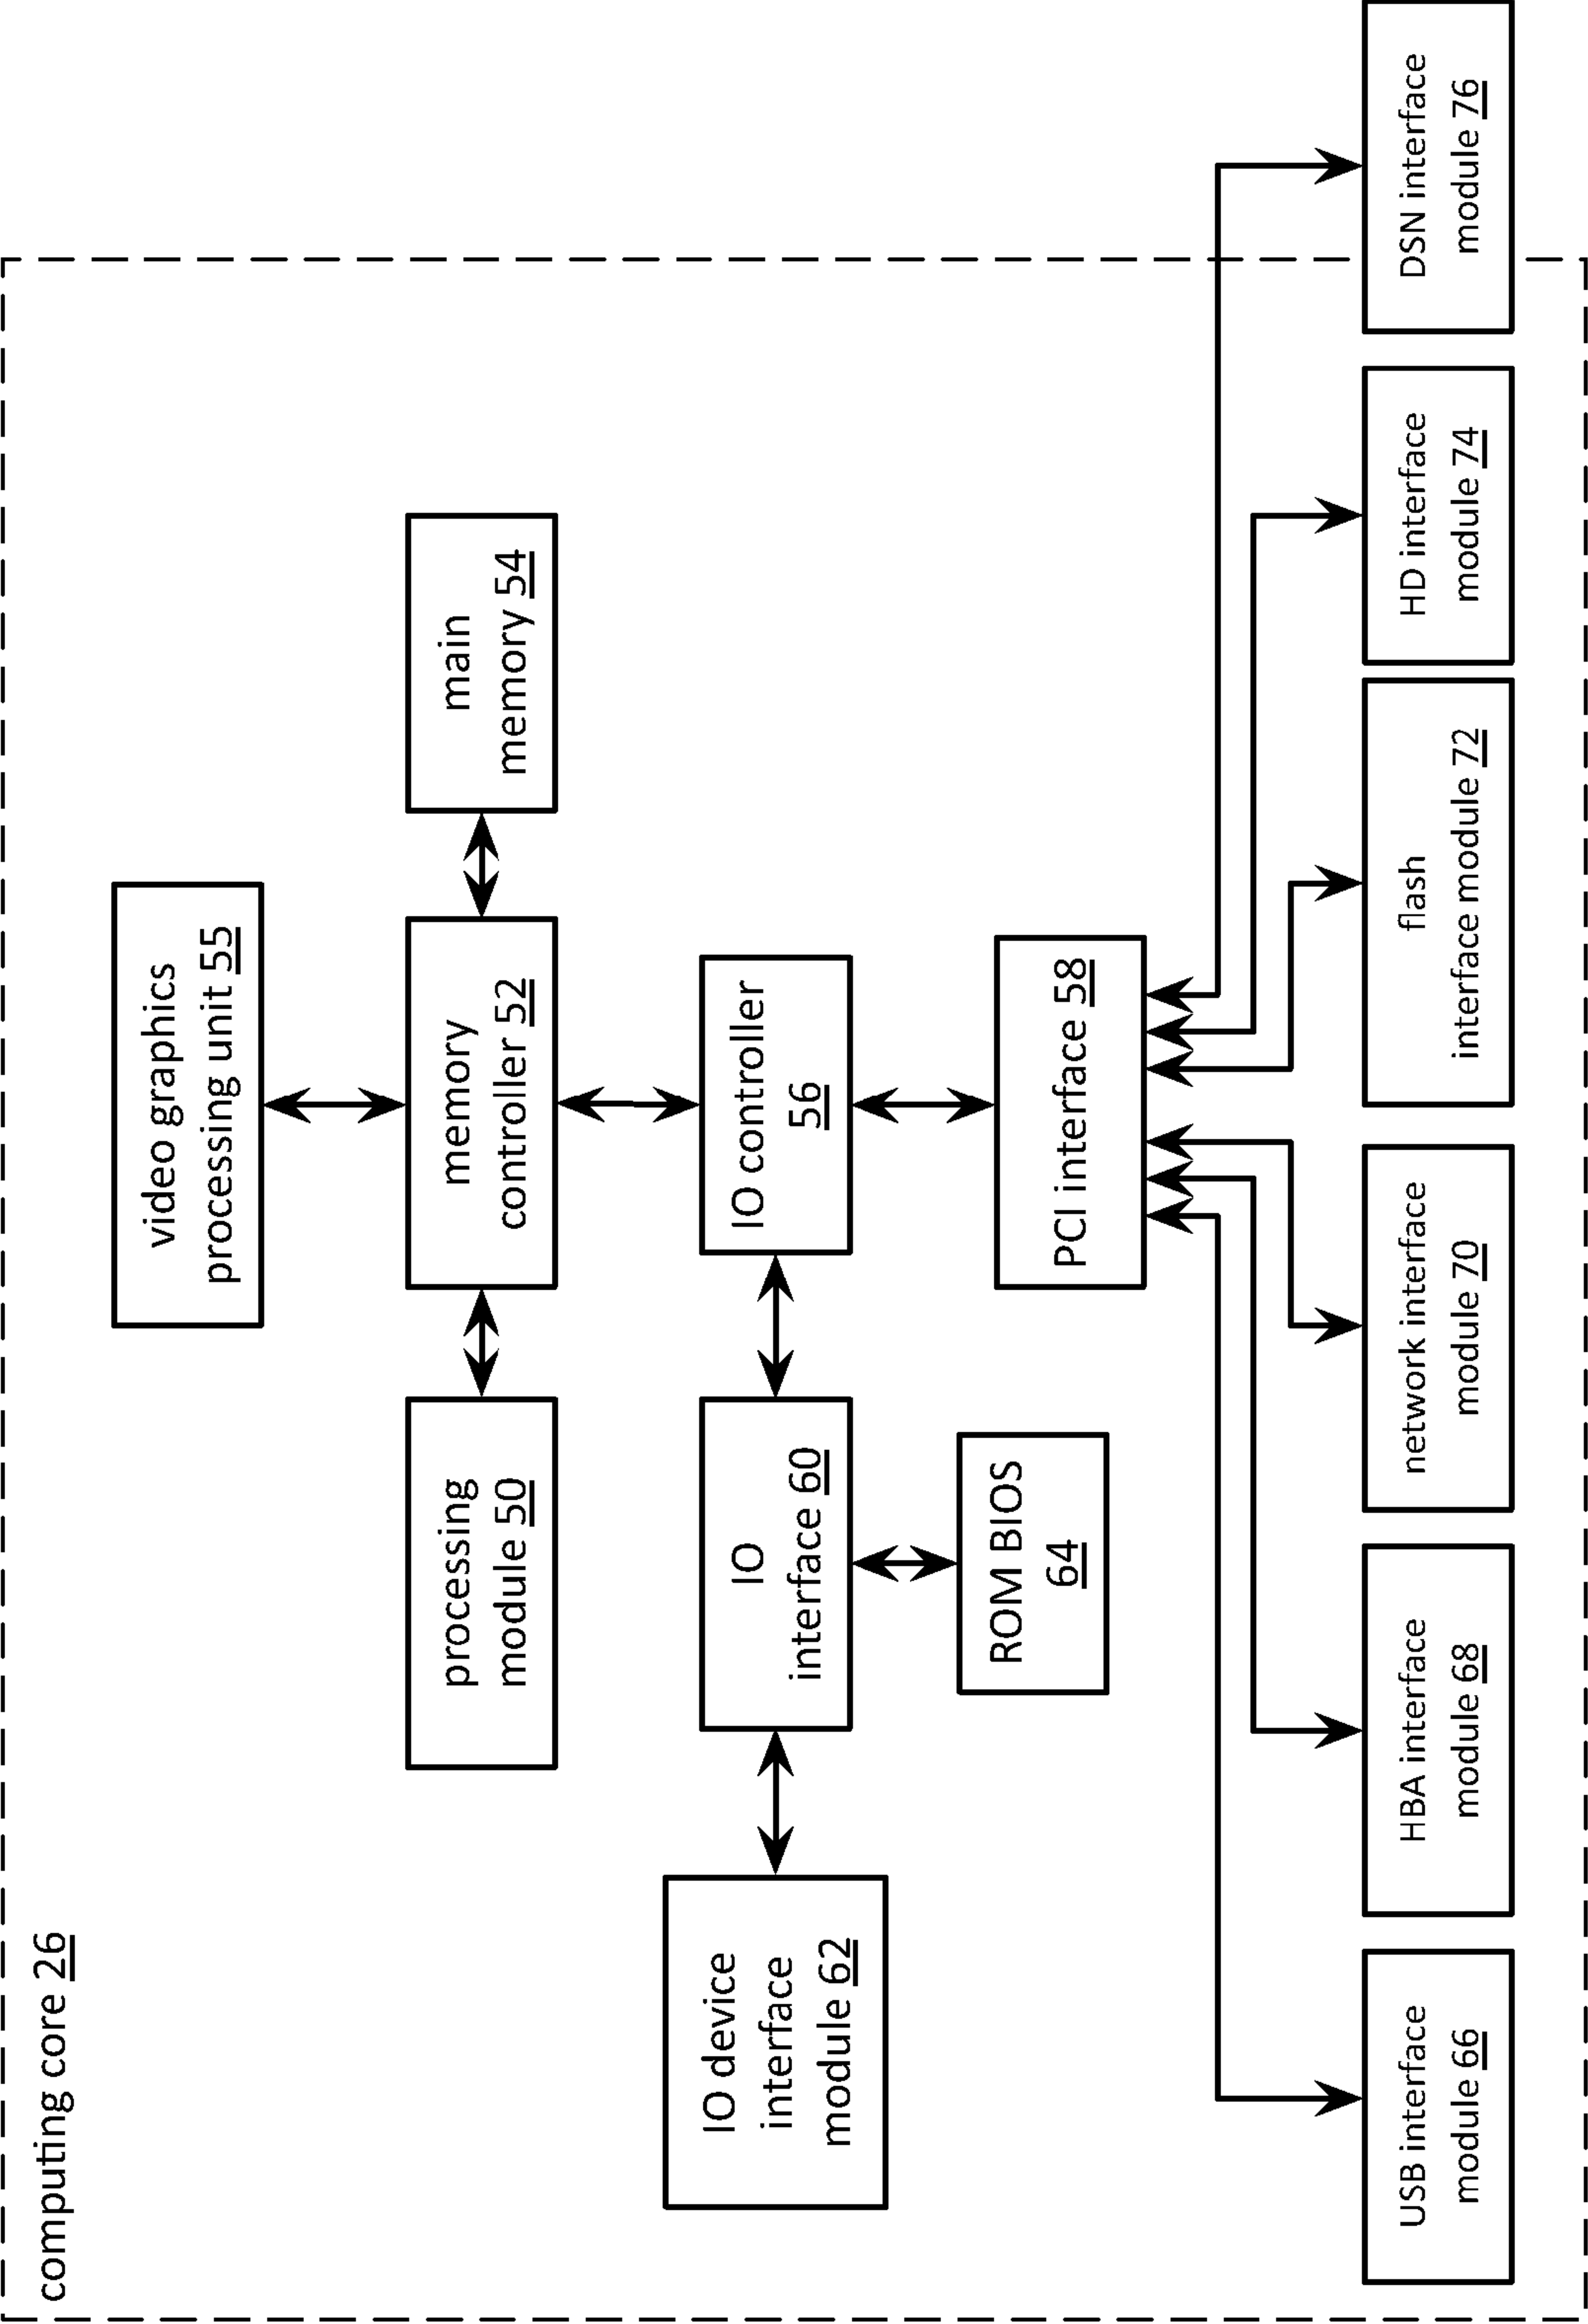 computing core 26
video graphics
processing unit 55
processing
module 50
memory
controller 52
main
memory 54
IO device
interface
module 62
IO
interface 60
IO controller
56
ROM BIOS
64
PCI interface 58
USB interface
module 66
HBA interface
module 68
network interface
module 70
flash
interface module 72
HD interface
module 74
DSN interface
module 76